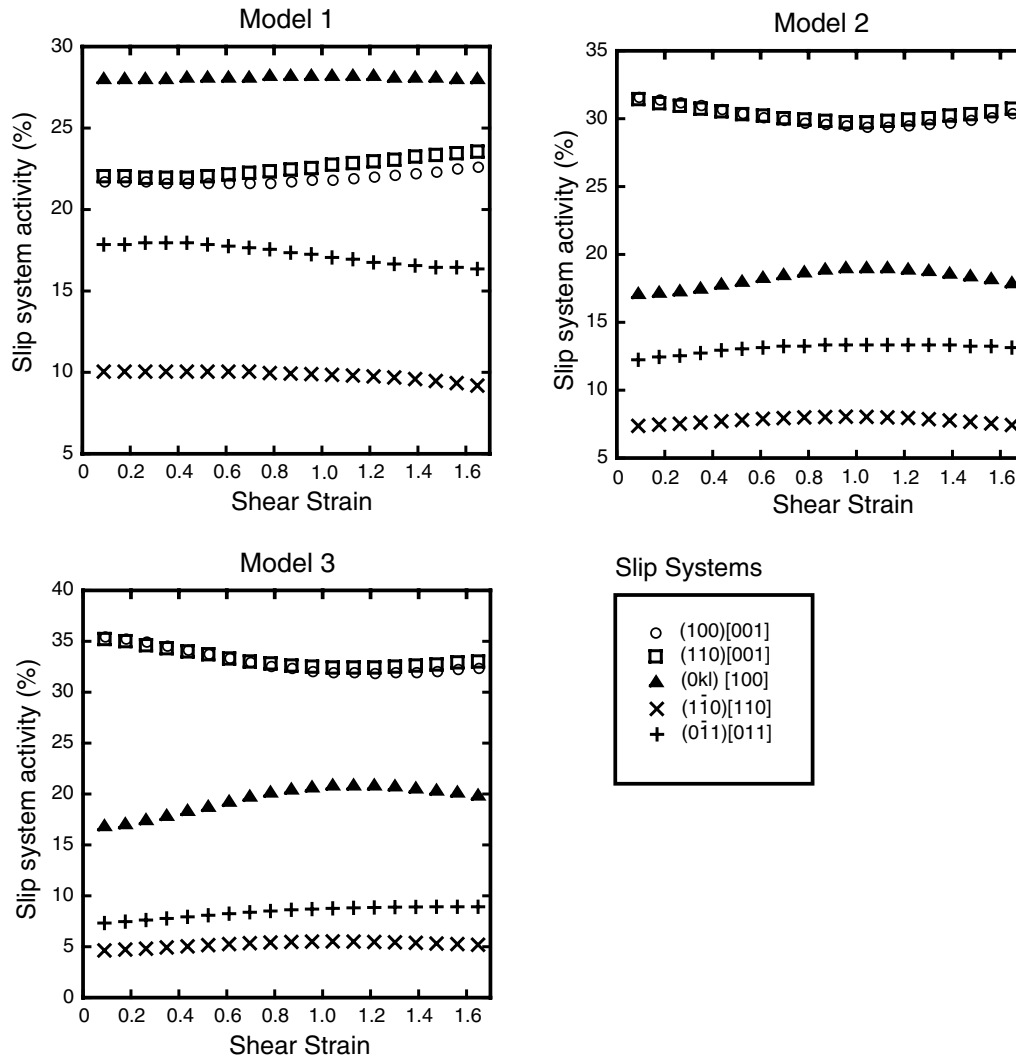 Model 1
Slip system activity (%)
30
25
20
15
10
5
0 0.2 0.4 0.6 0.8 1.0 1.2 1.4 1.6
Shear Strain
Model 2
Slip system activity (%)
35
30
25
20
15
10
5
0 0.2 0.4 0.6 0.8 1.0 1.2 1.4 1.6
Shear Strain
Model 3
Slip system activity (%)
40
35
30
25
20
15
10
5
0
0 0.2 0.4 0.6 0.8 1.0 1.2 1.4 1.6
Shear Strain
Slip Systems
(100)[001]
(110)[001]
(0kl) [100]
(11̄0)[110]
(01̄1)[011]